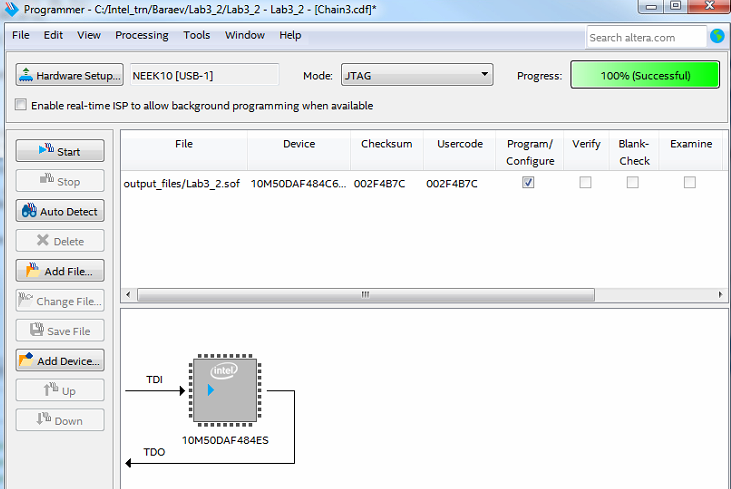 Programmer - C:/Intel_trn/Baraev/Lab3_2/Lab3_2 - Lab3_2 - [Chain3.cdf]*
File Edit View Processing Tools Window Help
Search altera.com
Hardware Setup... NEEK10 [USB-1] Mode: JTAG Progress: 100% (Successful)
Enable real-time ISP to allow background programming when available
Start
Stop
Auto Detect
Delete
Add File...
Change File...
Save File
Add Device...
Up
Down
File Device Checksum Usercode Program/ Verify Blank- Examine
Configure Check
output_files/Lab3_2.sof 10M50DAF484C6... 002F4B7C 002F4B7C
intel
TDI
10M50DAF484ES
TDO